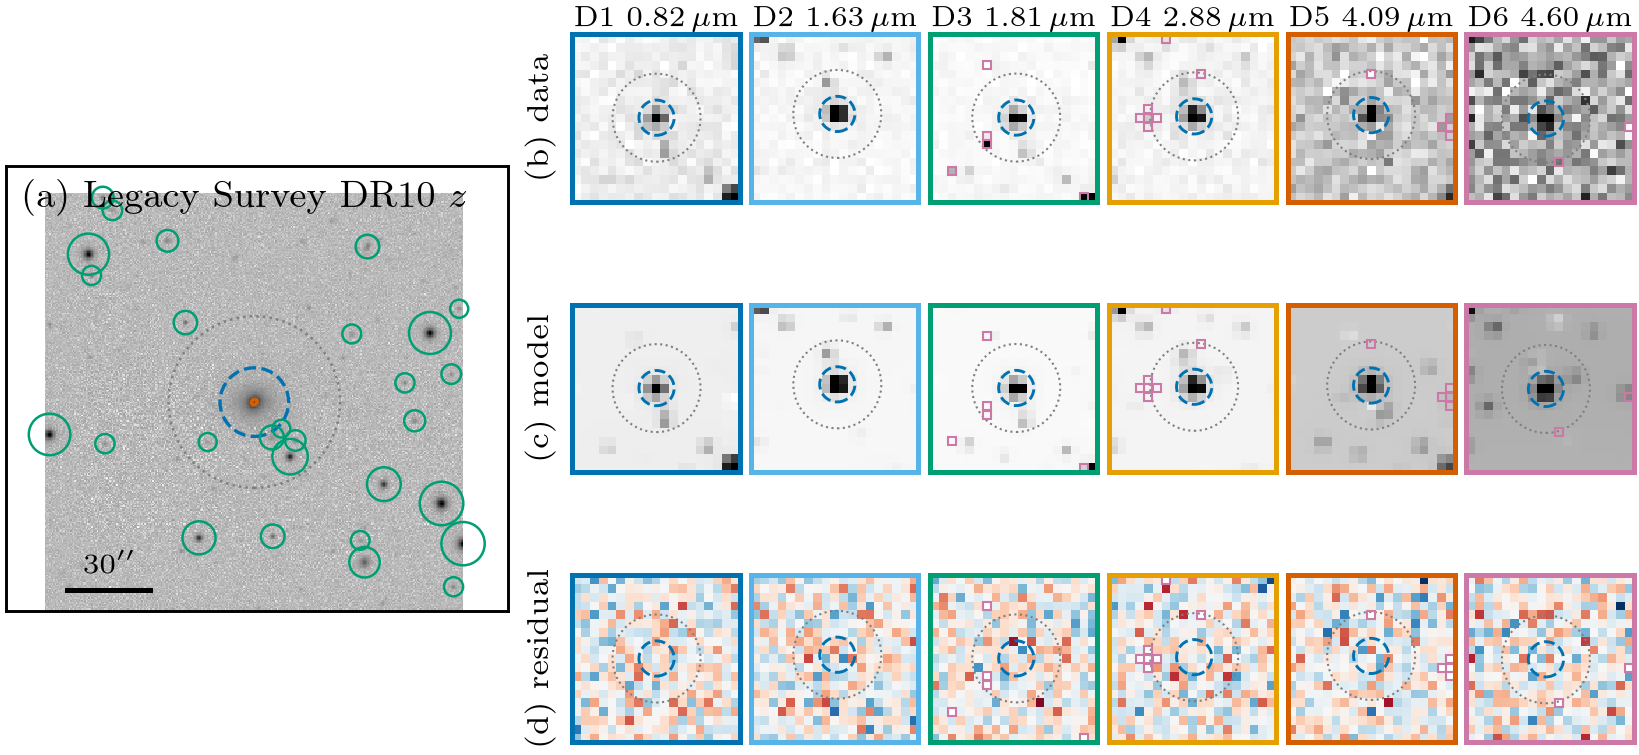 D1 0.82 μm
D2 1.63 μm
D3 1.81 μm
D4 2.88 μm
D5 4.09 μm
D6 4.60 μm
(b) data
(a) Legacy Survey DR10 z
30′′
(c) model
(d) residual